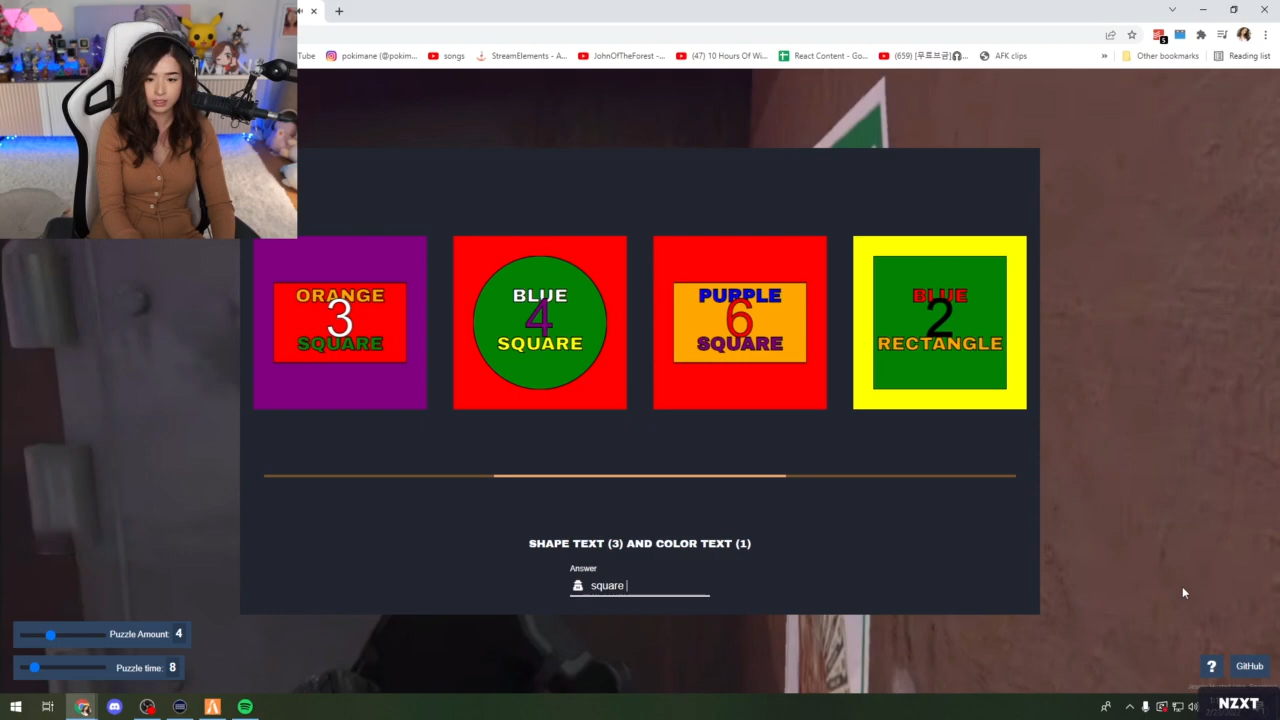 Tube
pokimane (@pokim...
songs
StreamElements - A...
JohnOfTheForest -...
(47) 10 Hours Of Wi...
React Content - Go...
AFK clips
»
Other bookmarks
Reading list
5
ORANGE
3
SQUARE
BLUE
4
SQUARE
PURPLE
6
SQUARE
BLUE
2
RECTANGLE
SHAPE TEXT (3) AND COLOR TEXT (1)
Answer
square
Puzzle Amount: 4
Puzzle time: 8
?
GitHub
NZXT